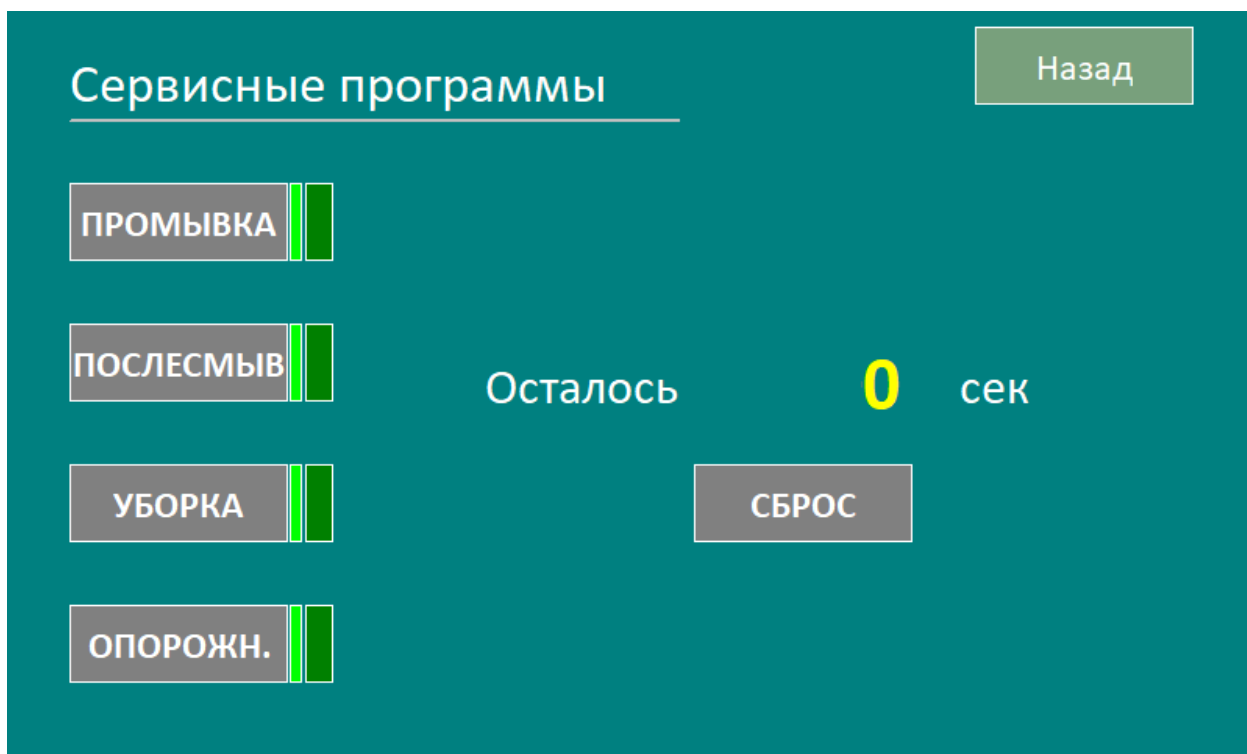 Сервисные программы
Назад
ПРОМЫВКА
ПОСЛЕСМЫВ
Осталось 0 сек
УБОРКА
СБРОС
ОПОРОЖН.